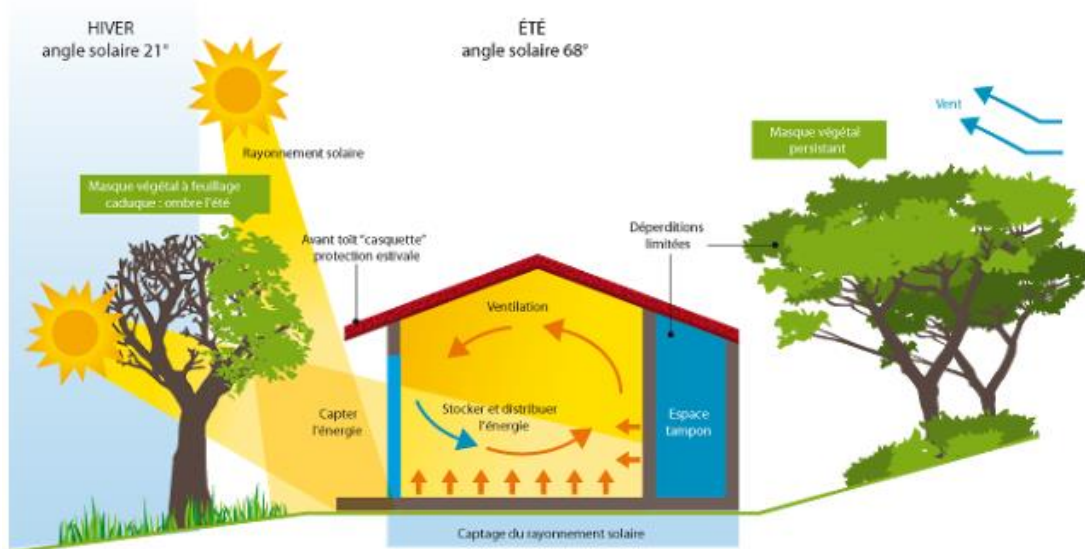 HIVER
angle solaire 21°
ÉTÉ
angle solaire 68°
Rayonnement solaire
Masque végétal à feuillage
caduque : ombre l'été
Avant toît "casquette"
protection estivale
Déperditions
limitées
Masque végétal
persistant
Vent
Ventilation
Capter
l'énergie
Stocker et distribuer
l'énergie
Espace
tampon
Captage du rayonnement solaire